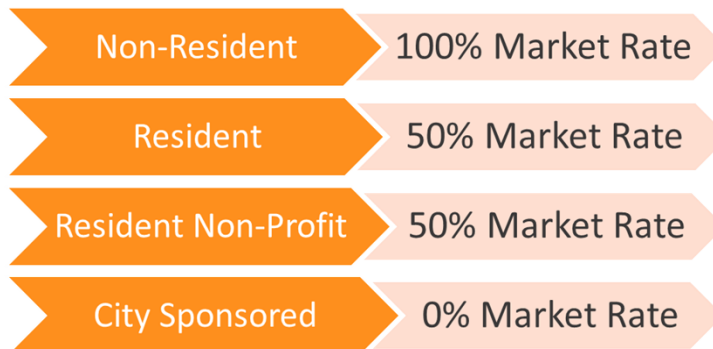 Non-Resident 100% Market Rate
Resident 50% Market Rate
Resident Non-Profit 50% Market Rate
City Sponsored 0% Market Rate